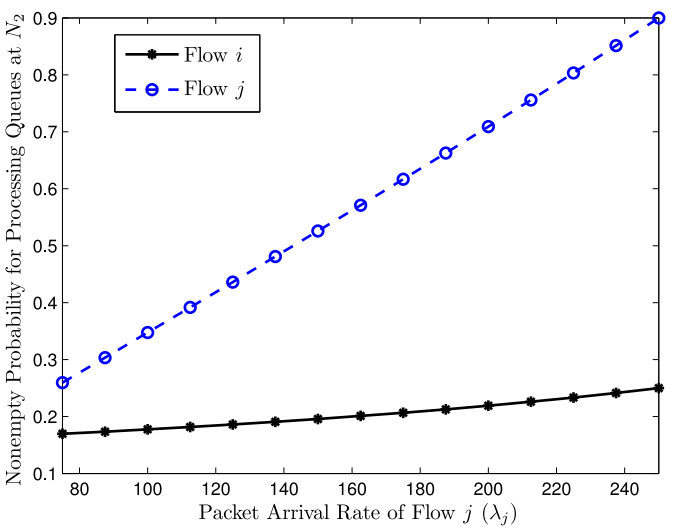 Nonempty Probability for Processing Queues at N₂
0.9
0.8
0.7
0.6
0.5
0.4
0.3
0.2
0.1
Flow i
Flow j
80 100 120 140 160 180 200 220 240
Packet Arrival Rate of Flow j (λⱼ)